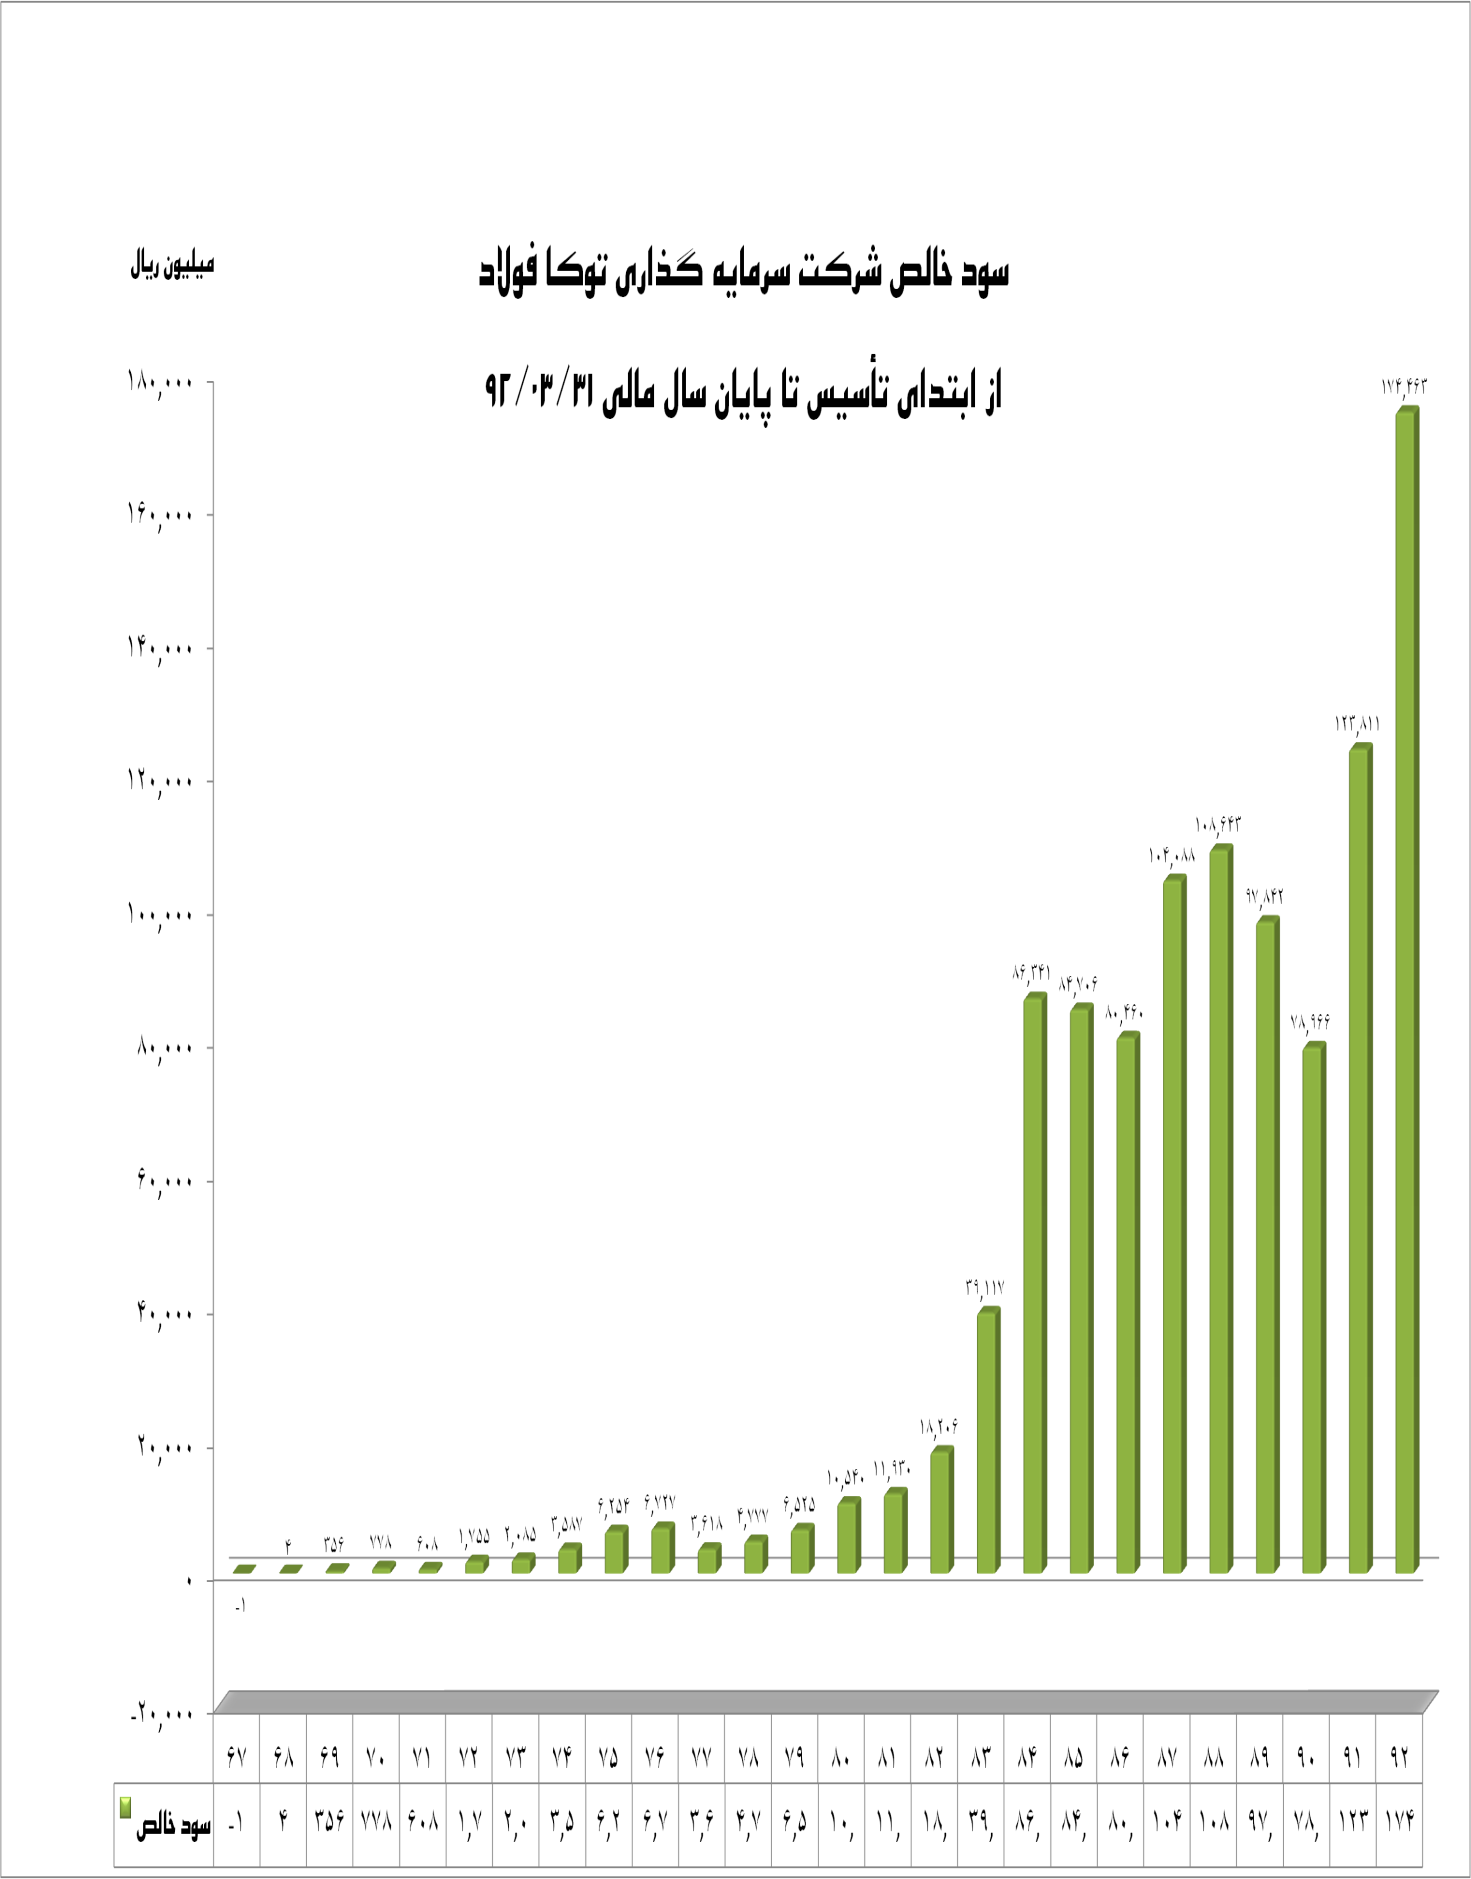 میلیون ریال
سود خالص شرکت سرمایه گذاری توکا فولاد
از ابتدای تأسیس تا پایان سال مالی ۹۲/۰۳/۳۱
۱۸۰,۰۰۰
۱۶۰,۰۰۰
۱۴۰,۰۰۰
۱۲۰,۰۰۰
۱۰۰,۰۰۰
۸۰,۰۰۰
۶۰,۰۰۰
۴۰,۰۰۰
۲۰,۰۰۰
۰
-۲۰,۰۰۰
-۱ ۴ ۳۵۶ ۷۷۸ ۶۰۸ ۱,۷۵۵ ۲,۰۸۵ ۳,۵۸۷ ۶,۲۵۴ ۶,۷۲۷ ۳,۶۱۸ ۴,۷۷۷ ۶,۵۲۵ ۱۰,۵۴۰ ۱۱,۹۳۰ ۱۸,۲۰۶ ۳۹,۱۱۷ ۸۶,۳۴۱ ۸۴,۷۰۶ ۸۰,۴۶۰ ۱۰۴,۰۸۸ ۱۰۸,۶۴۳ ۹۷,۸۴۲ ۷۸,۹۶۶ ۱۲۳,۸۱۱ ۱۷۴,۴۶۳
۶۷ ۶۸ ۶۹ ۷۰ ۷۱ ۷۲ ۷۳ ۷۴ ۷۵ ۷۶ ۷۷ ۷۸ ۷۹ ۸۰ ۸۱ ۸۲ ۸۳ ۸۴ ۸۵ ۸۶ ۸۷ ۸۸ ۸۹ ۹۰ ۹۱ ۹۲
سود خالص -۱ ۴ ۳۵۶ ۷۷۸ ۶۰۸ ۱,۷ ۲,۰ ۳,۵ ۶,۲ ۶,۷ ۳,۶ ۴,۷ ۶,۵ ۱۰, ۱۱, ۱۸, ۳۹, ۸۶, ۸۴, ۸۰, ۱۰۴ ۱۰۸ ۹۷, ۷۸, ۱۲۳ ۱۷۴